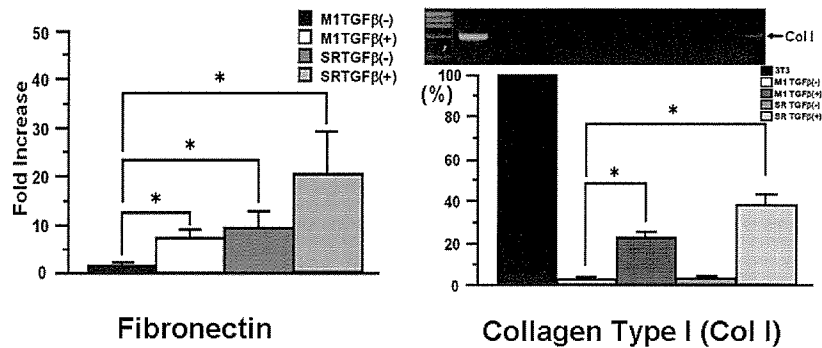 M1TGFβ(-)
M1TGFβ(+)
SRTGFβ(-)
SRTGFβ(+)
Fold Increase
50
40
30
20
10
0
*
*
*
Fibronectin
Col I
3T3
M1 TGFβ(-)
M1 TGFβ(+)
SR TGFβ(-)
SR TGFβ(+)
(%)
100
80
60
40
20
0
*
*
Collagen Type I (Col I)